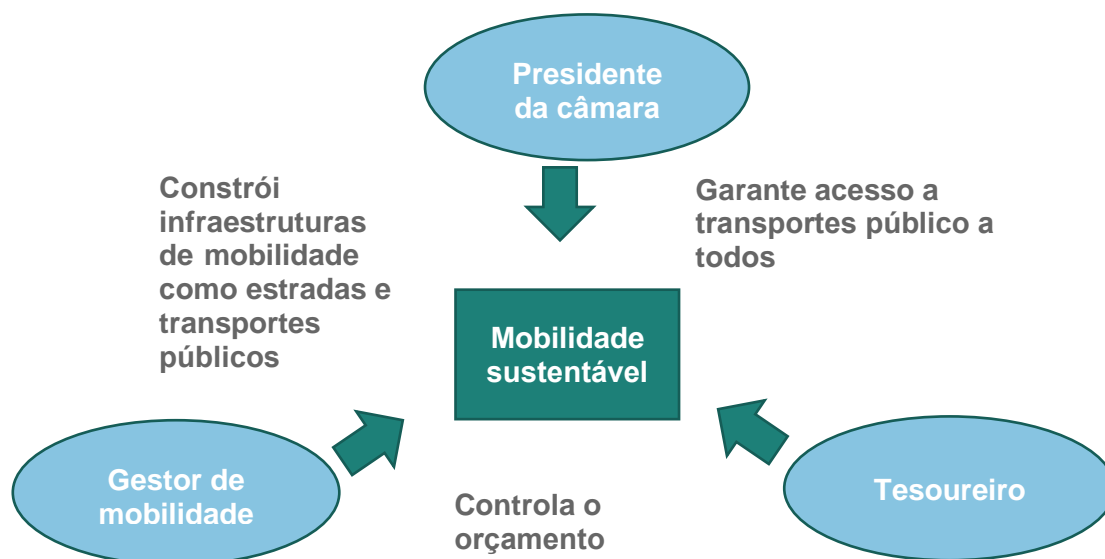 Presidente
da câmara
Constrói
infraestruturas
de mobilidade
como estradas e
transportes
públicos
Garante acesso a
transportes público a
todos
Mobilidade
sustentável
Gestor de
mobilidade
Tesoureiro
Controla o
orçamento